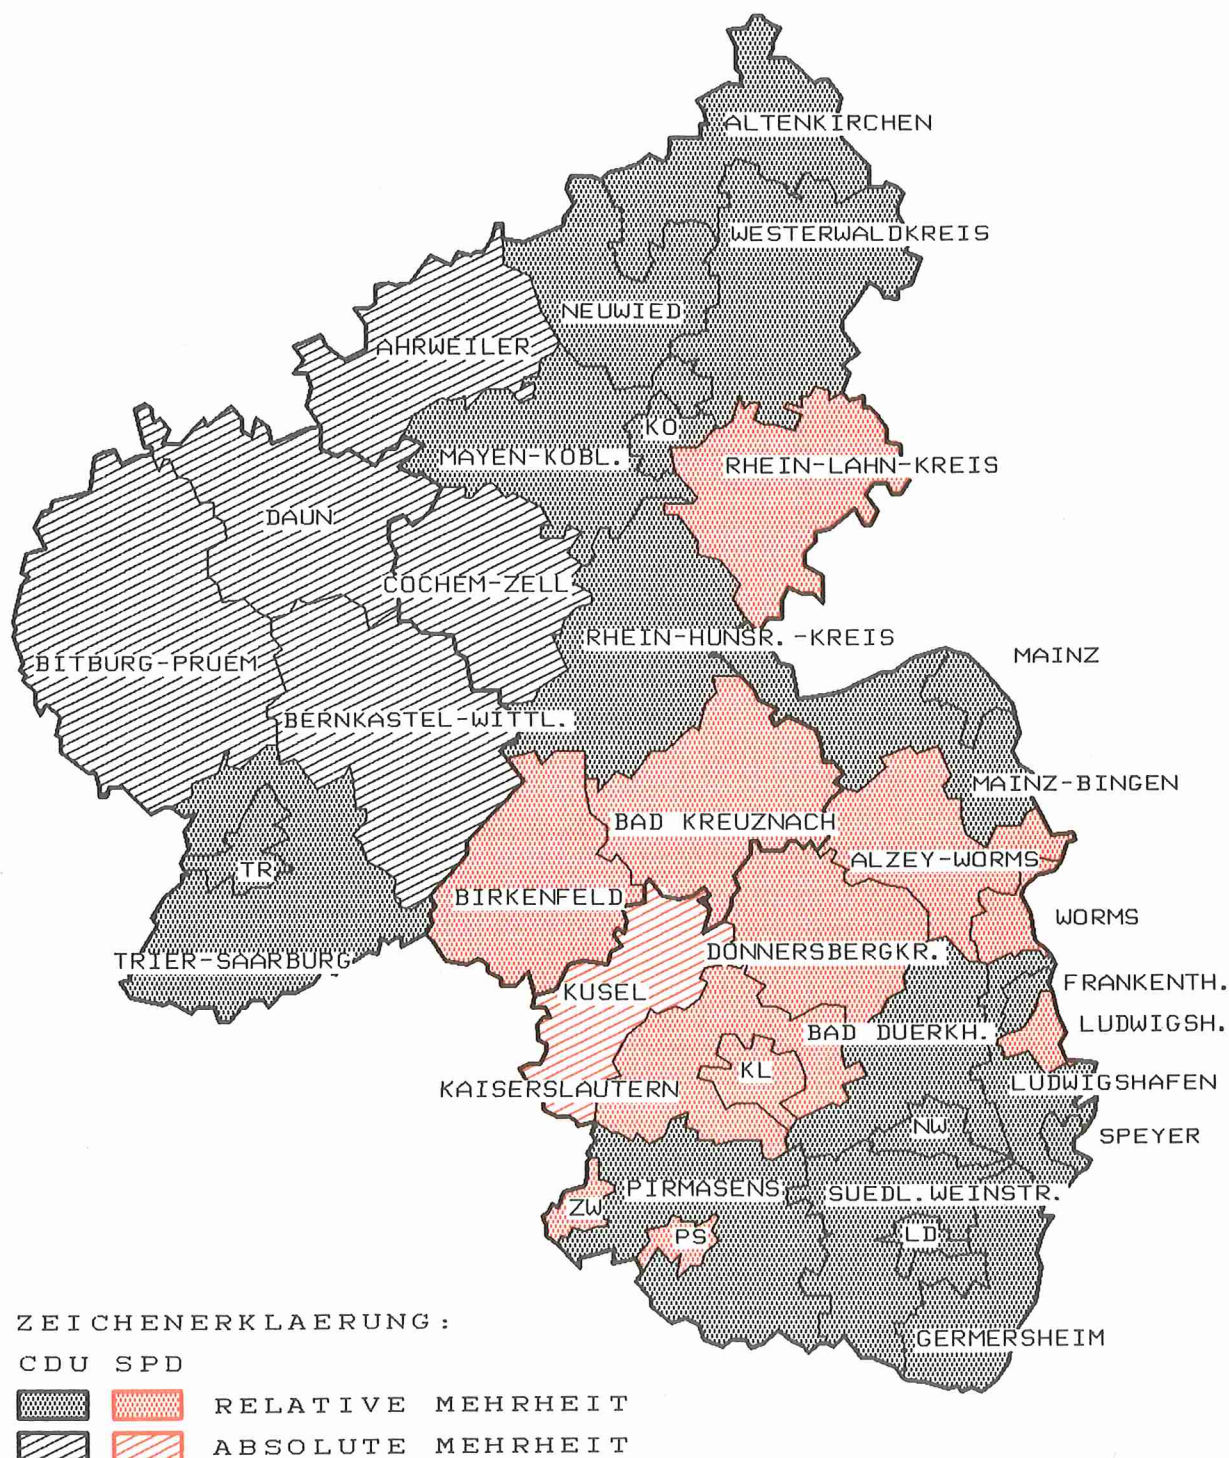 ALTENKIRCHEN
WESTERWALDKREIS
NEUWIED
AHRWEILER
KO
MAYEN-KOBL.
RHEIN-LAHN-KREIS
DAUN
COCHEM-ZELL
RHEIN-HUNSR.-KREIS
MAINZ
BITBURG-PRUEM
BERNKASTEL-WITTL.
MAINZ-BINGEN
BAD KREUZNACH
ALZEY-WORMS
TR
BIRKENFELD
WORMS
DONNERSBERGKR.
TRIER-SAARBURG
FRANKENTH.
KUSEL
LUDWIGSH.
BAD DUERKH.
KL
LUDWIGSHAFEN
KAISERSLAUTERN
NW
SPEYER
PIRMASENS
SUEDL.WEINSTR.
ZW
PS
LD
GERMERSHEIM
ZEICHENERKLAERUNG:
CDU SPD
RELATIVE MEHRHEIT
ABSOLUTE MEHRHEIT